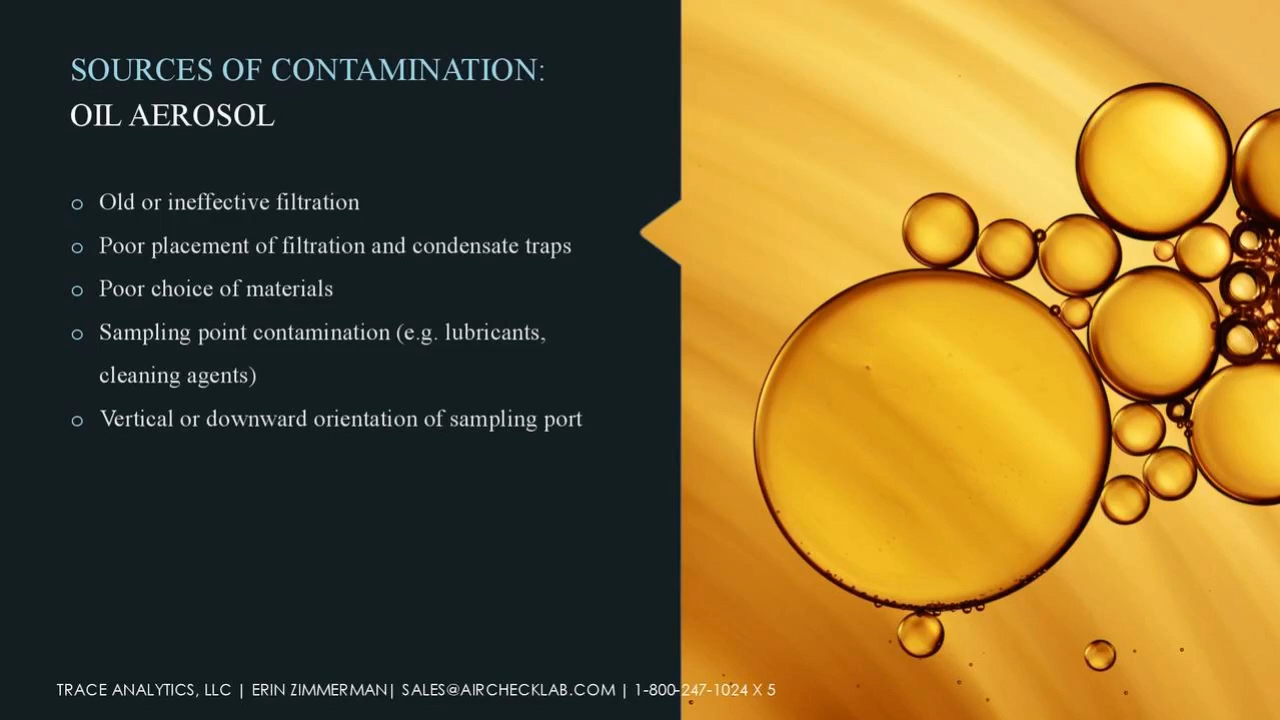 SOURCES OF CONTAMINATION:
OIL AEROSOL
o Old or ineffective filtration
o Poor placement of filtration and condensate traps
o Poor choice of materials
o Sampling point contamination (e.g. lubricants,
cleaning agents)
o Vertical or downward orientation of sampling port
TRACE ANALYTICS, LLC | ERIN ZIMMERMAN| SALES@AIRCHECKLAB.COM | 1-800-247-1024 X 5